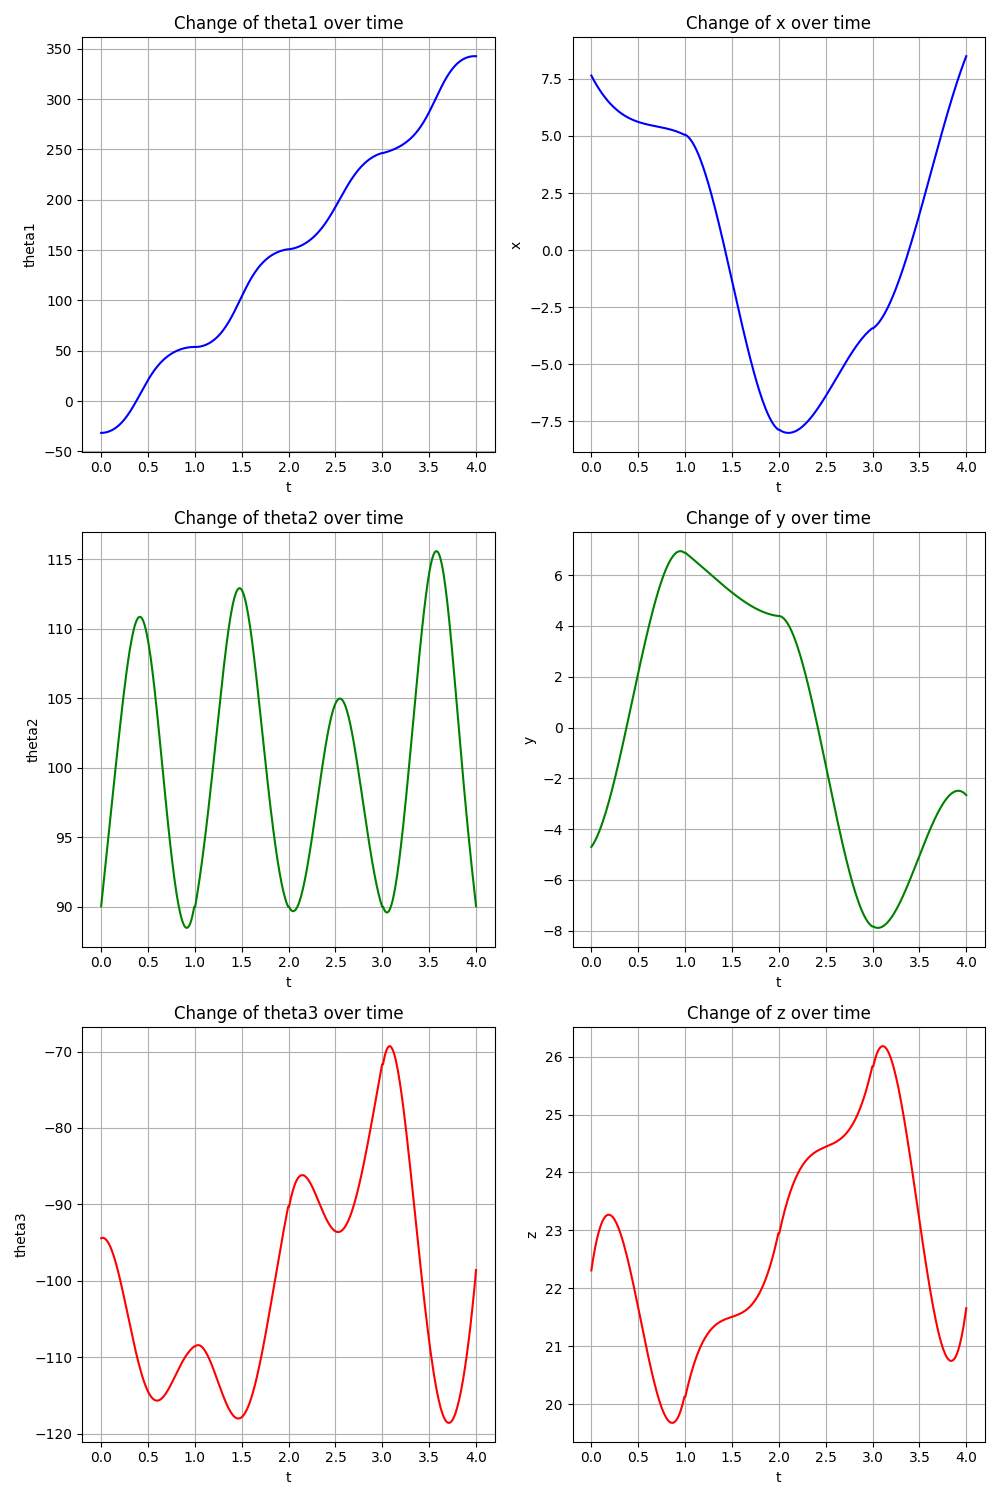 Change of theta1 over time
350
300
250
200
150
100
50
0
−50
theta1
0.0 0.5 1.0 1.5 2.0 2.5 3.0 3.5 4.0
t
Change of x over time
7.5
5.0
2.5
0.0
−2.5
−5.0
−7.5
x
0.0 0.5 1.0 1.5 2.0 2.5 3.0 3.5 4.0
t
Change of theta2 over time
115
110
105
100
95
90
theta2
0.0 0.5 1.0 1.5 2.0 2.5 3.0 3.5 4.0
t
Change of y over time
6
4
2
0
−2
−4
−6
−8
y
0.0 0.5 1.0 1.5 2.0 2.5 3.0 3.5 4.0
t
Change of theta3 over time
−70
−80
−90
−100
−110
−120
theta3
0.0 0.5 1.0 1.5 2.0 2.5 3.0 3.5 4.0
t
Change of z over time
26
25
24
23
22
21
20
z
0.0 0.5 1.0 1.5 2.0 2.5 3.0 3.5 4.0
t